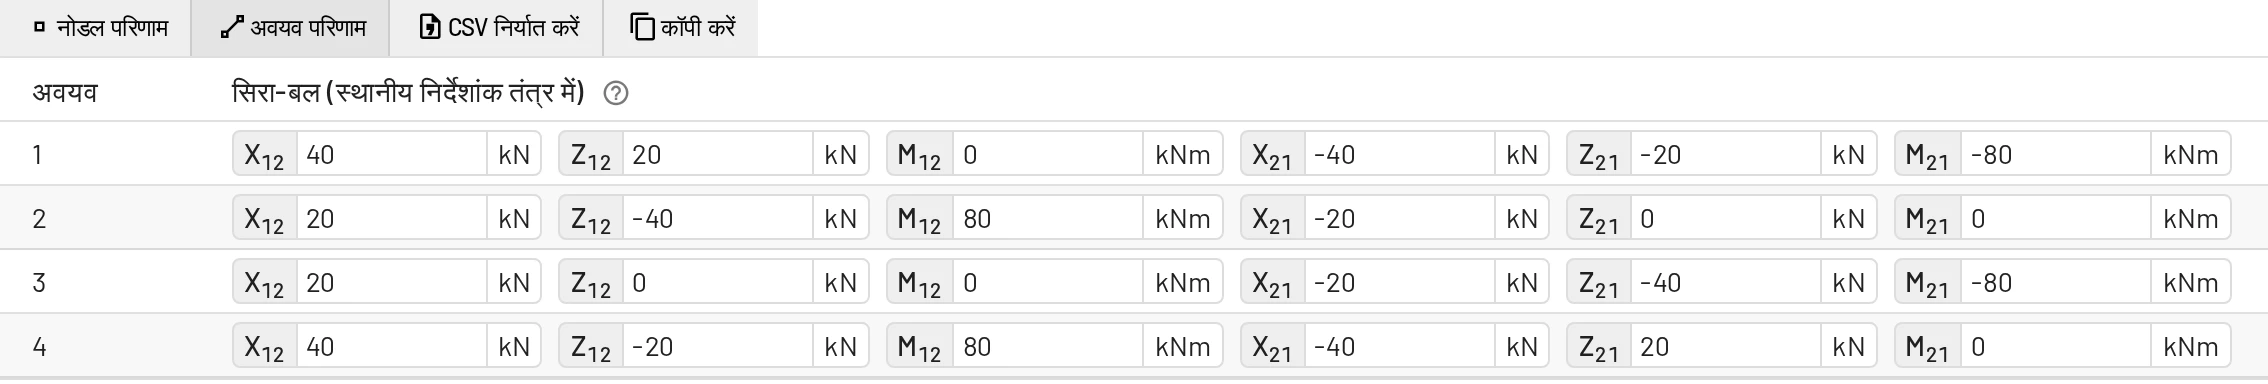 नोडल परिणाम अवयव परिणाम CSV निर्यात करें कॉपी करें
अवयव सिरा-बल (स्थानीय निर्देशांक तंत्र में) ?
1 X12 40 kN Z12 20 kN M12 0 kNm X21 -40 kN Z21 -20 kN M21 -80 kNm
2 X12 20 kN Z12 -40 kN M12 80 kNm X21 -20 kN Z21 0 kN M21 0 kNm
3 X12 20 kN Z12 0 kN M12 0 kNm X21 -20 kN Z21 -40 kN M21 -80 kNm
4 X12 40 kN Z12 -20 kN M12 80 kNm X21 -40 kN Z21 20 kN M21 0 kNm